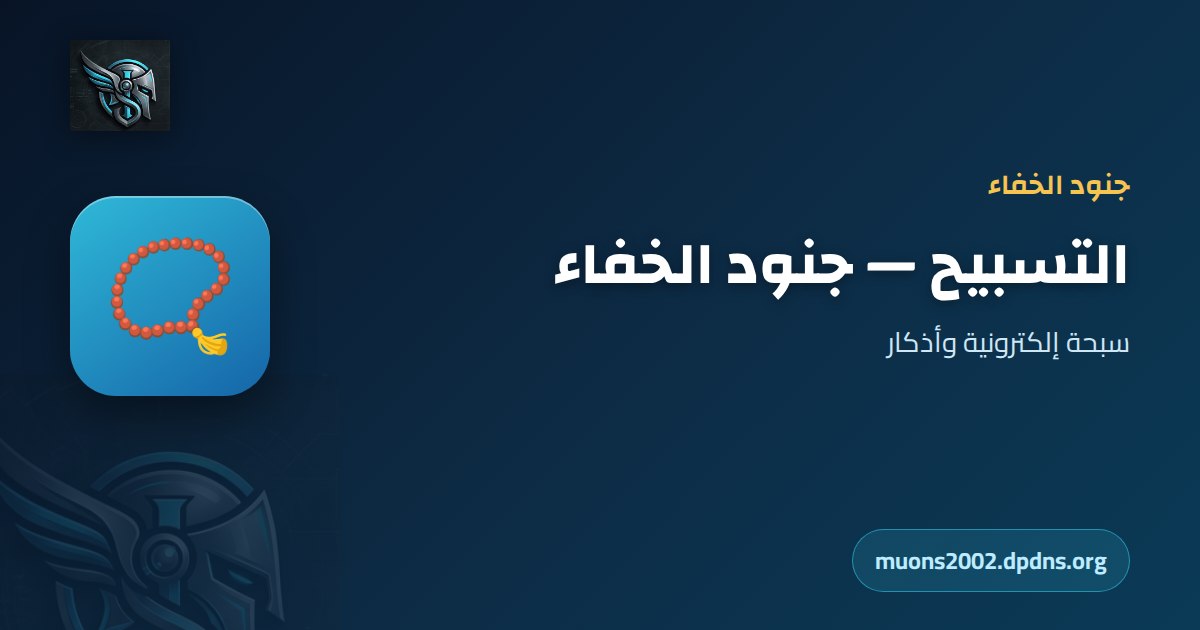 جنود الخفاء
التسبيح — جنود الخفاء
سبحة إلكترونية وأذكار
muons2002.dpdns.org